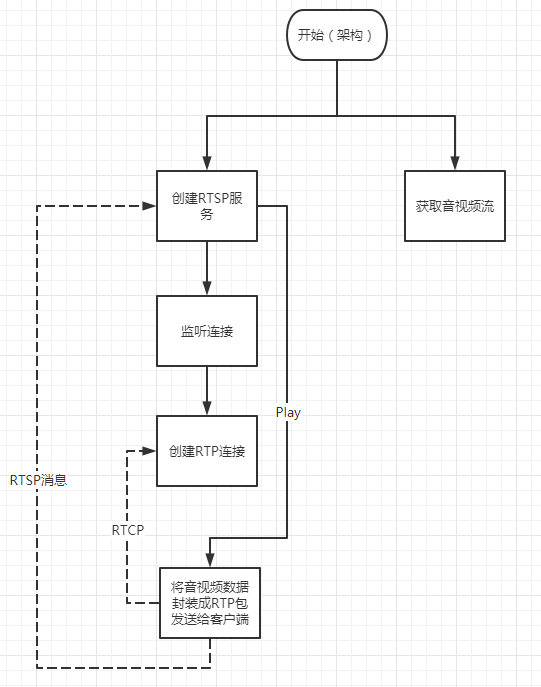 开始（架构）
创建RTSP服
务
获取音视频流
监听连接
Play
创建RTP连接
RTSP消息
RTCP
将音视频数据
封装成RTP包
发送给客户端